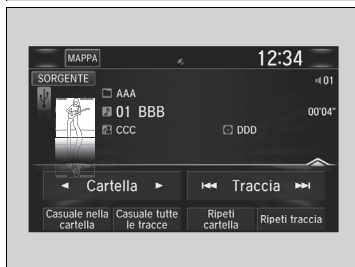 MAPPA
12:34
SORGENTE
01
AAA
01 BBB
00'04"
CCC
DDD
Cartella
Traccia
Casuale nella cartella
Casuale tutte le tracce
Ripeti cartella
Ripeti traccia